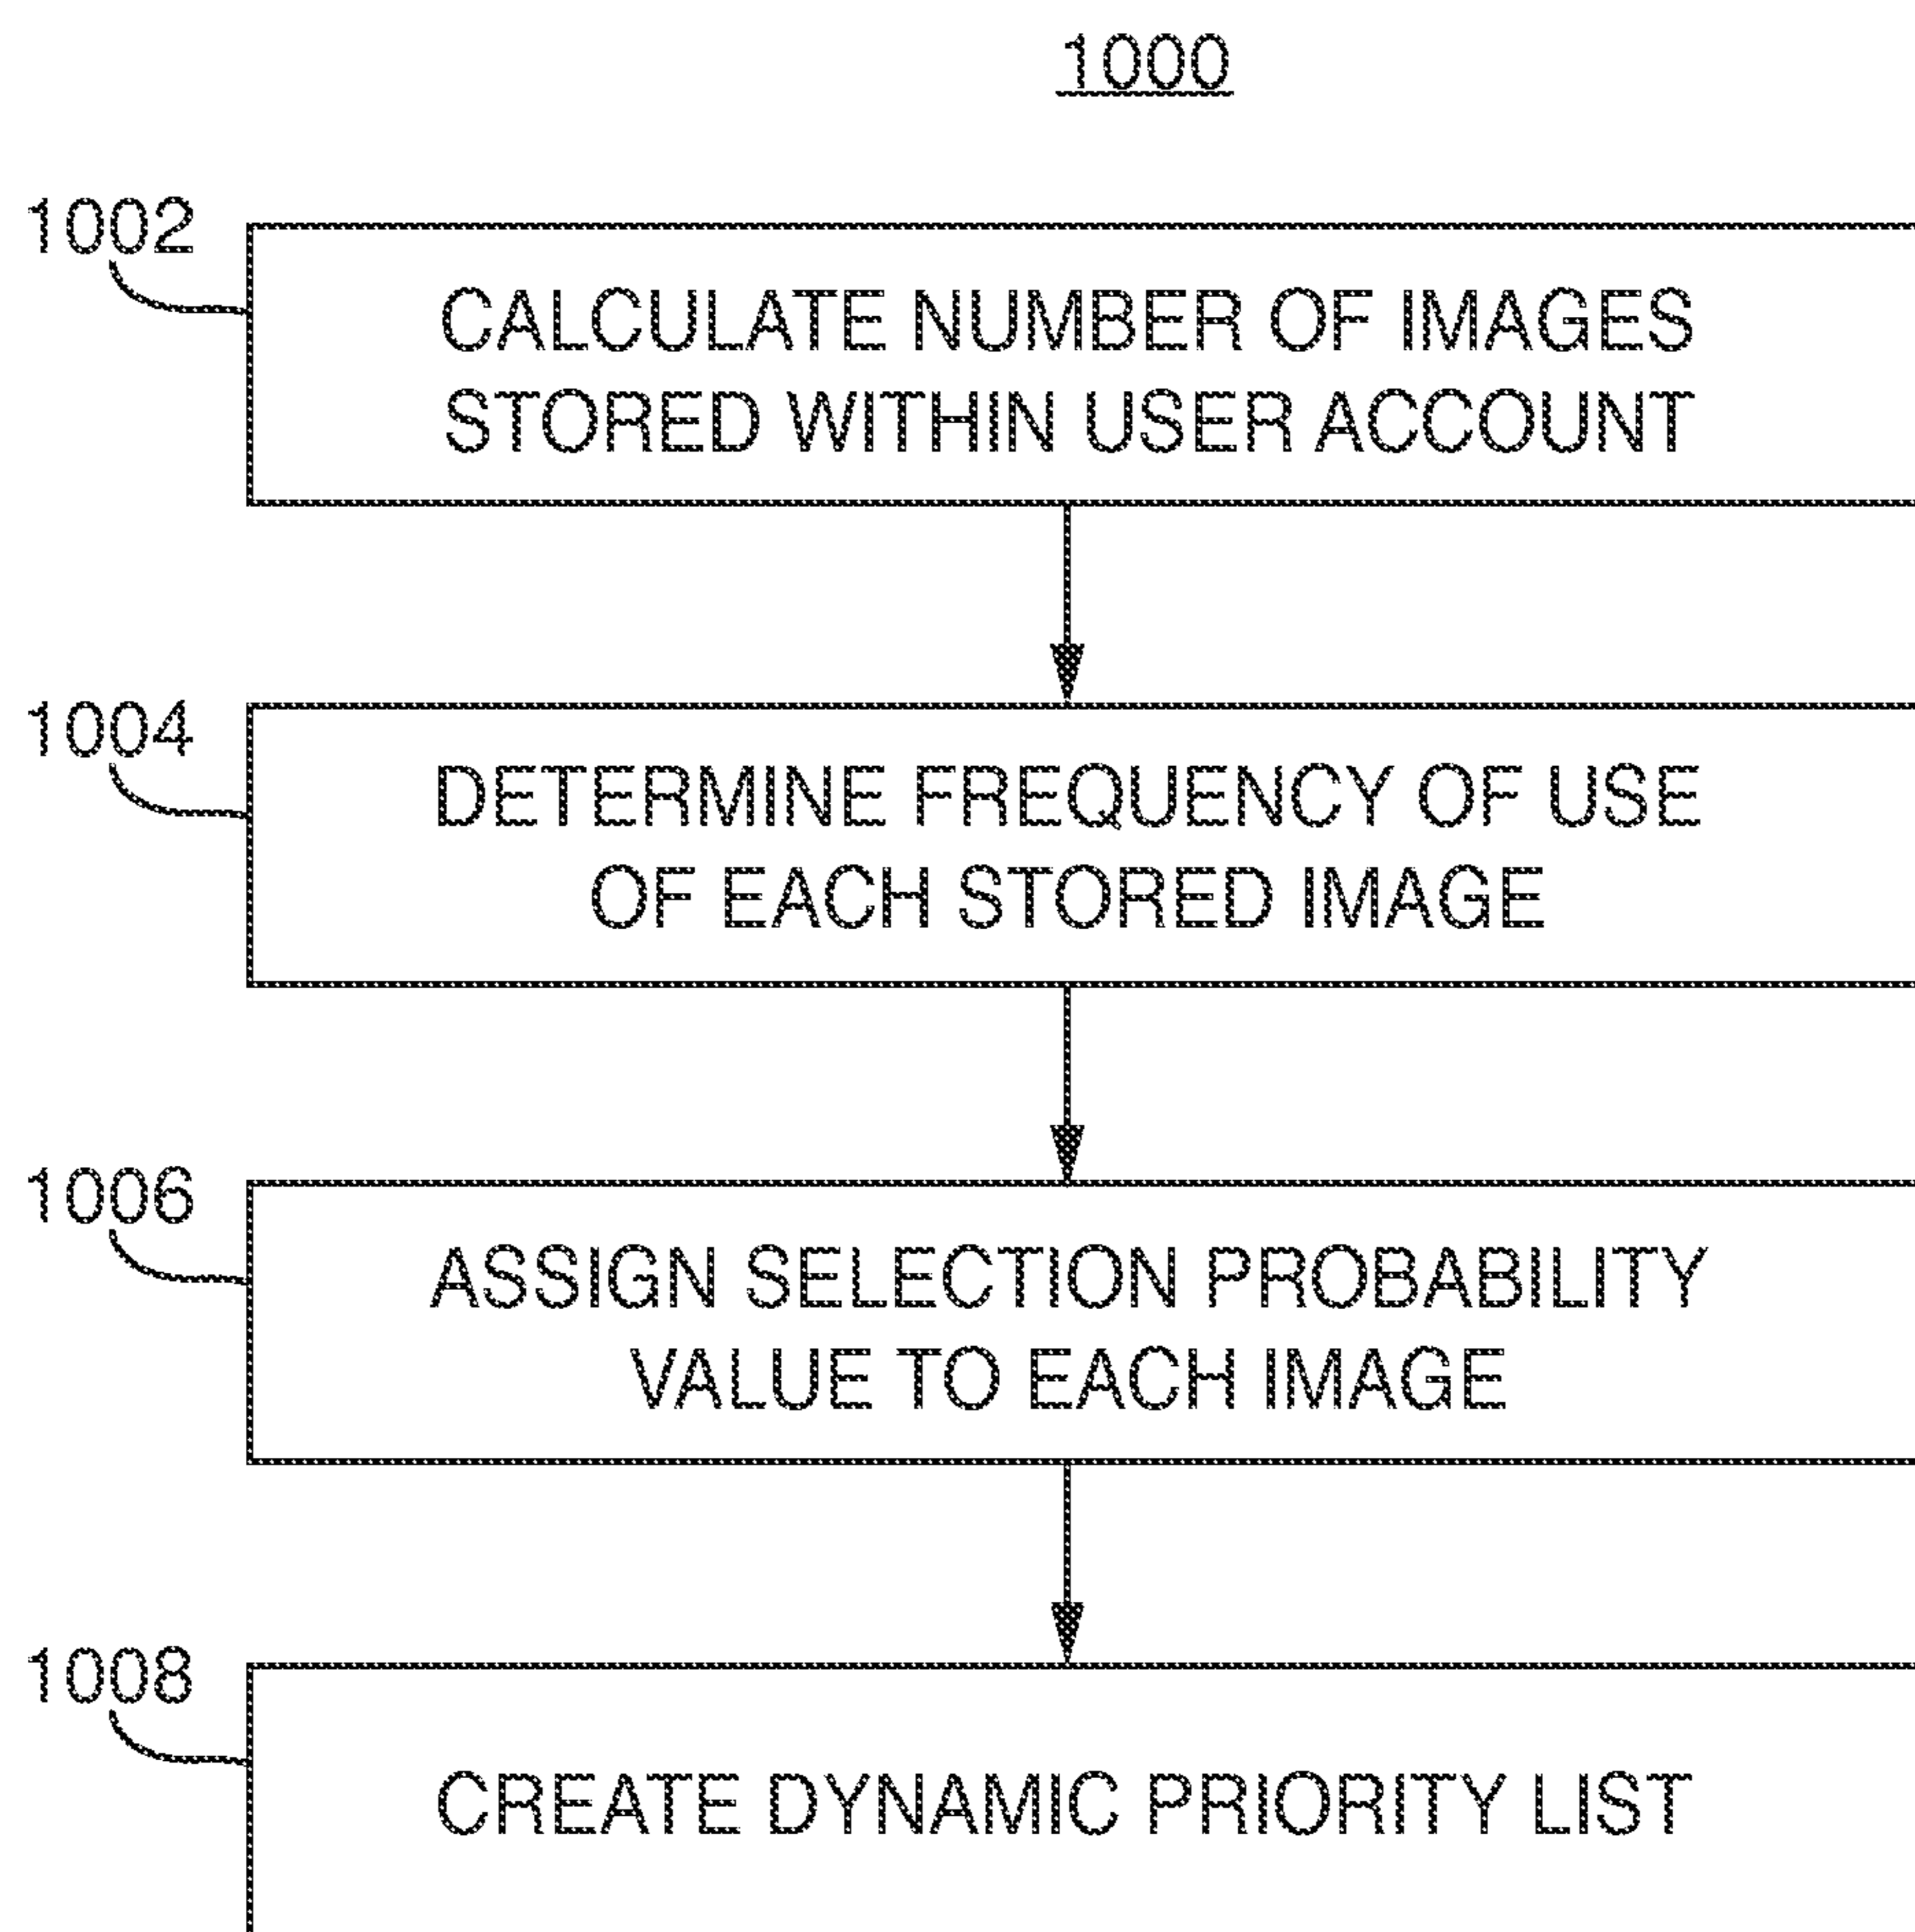 1000
1002
CALCULATE NUMBER OF IMAGES
STORED WITHIN USER ACCOUNT
1004
DETERMINE FREQUENCY OF USE
OF EACH STORED IMAGE
1006
ASSIGN SELECTION PROBABILITY
VALUE TO EACH IMAGE
1008
CREATE DYNAMIC PRIORITY LIST